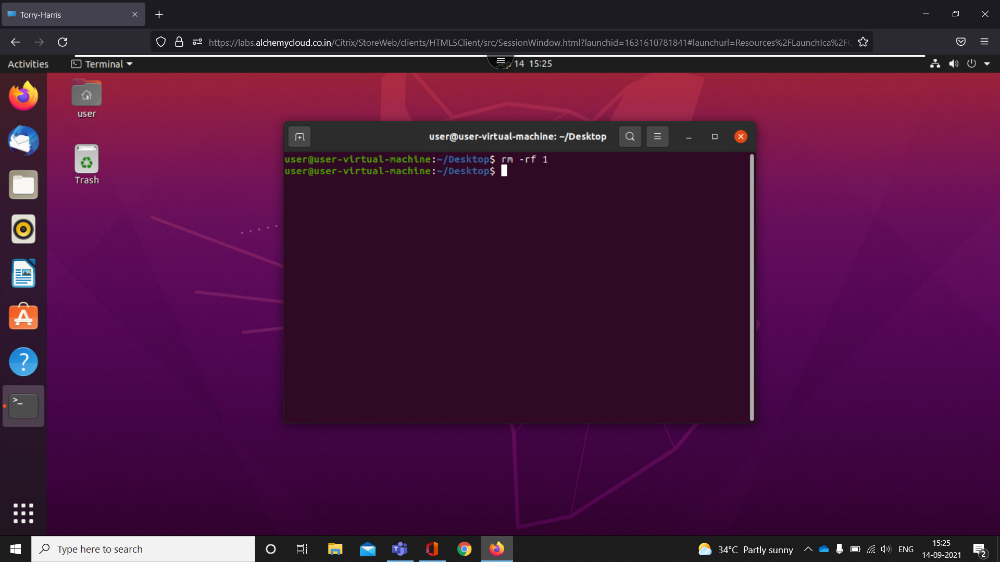 Torry-Harris
https://labs.alchemycloud.co.in/Citrix/StoreWeb/clients/HTML5Client/src/SessionWindow.html?launchid=1631610781841#launchurl=Resources%2FLaunchIca%2FC
Activities Terminal Sep 14 15:25
user
Trash
user@user-virtual-machine: ~/Desktop
user@user-virtual-machine:~/Desktop$ rm -rf 1
user@user-virtual-machine:~/Desktop$
Type here to search
34°C Partly sunny
ENG
15:25
14-09-2021
2